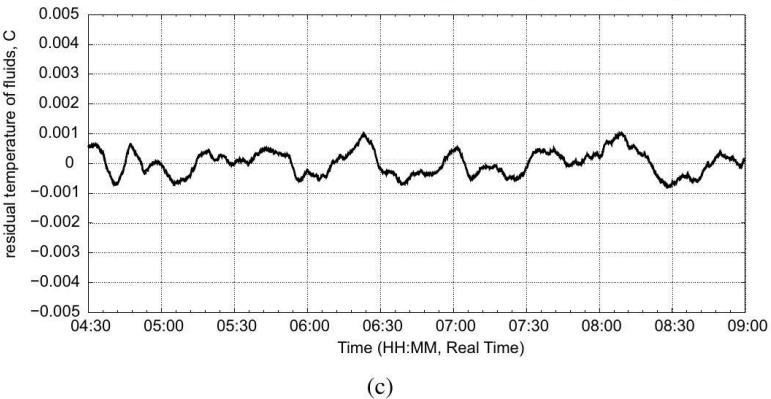 0.005
0.004
0.003
0.002
0.001
0
−0.001
−0.002
−0.003
−0.004
−0.005
residual temperature of fluids, C
04:30 05:00 05:30 06:00 06:30 07:00 07:30 08:00 08:30 09:00
Time (HH:MM, Real Time)
(c)